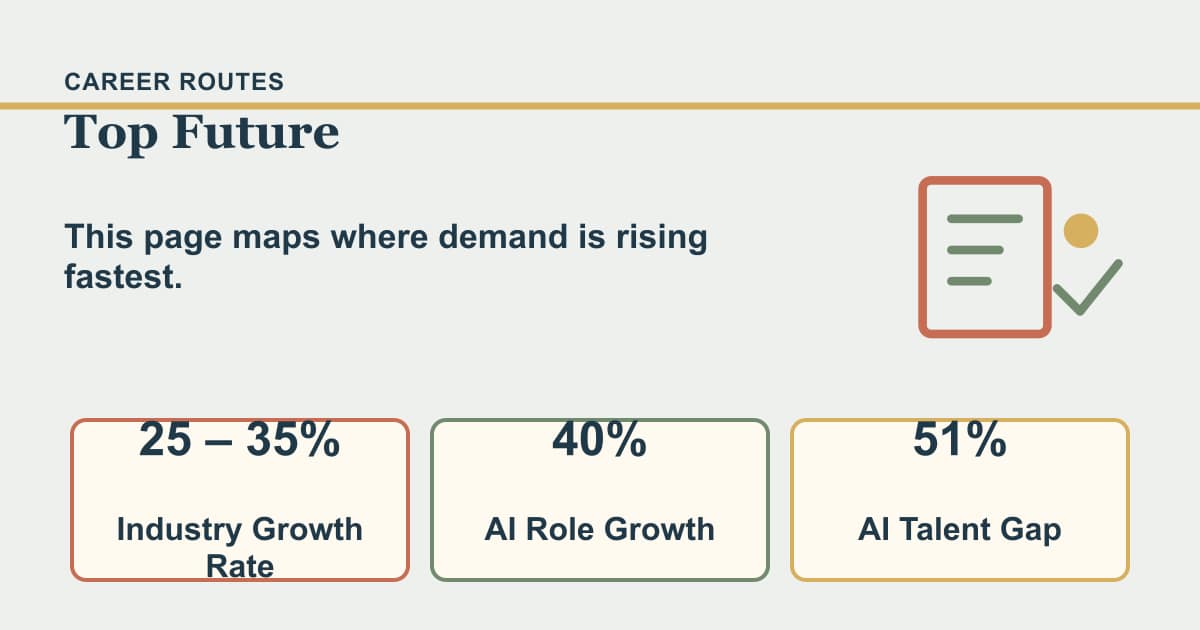 CAREER ROUTES
Top Future
This page maps where demand is rising
fastest.
25 – 35%
Industry Growth
Rate
40%
AI Role Growth
51%
AI Talent Gap